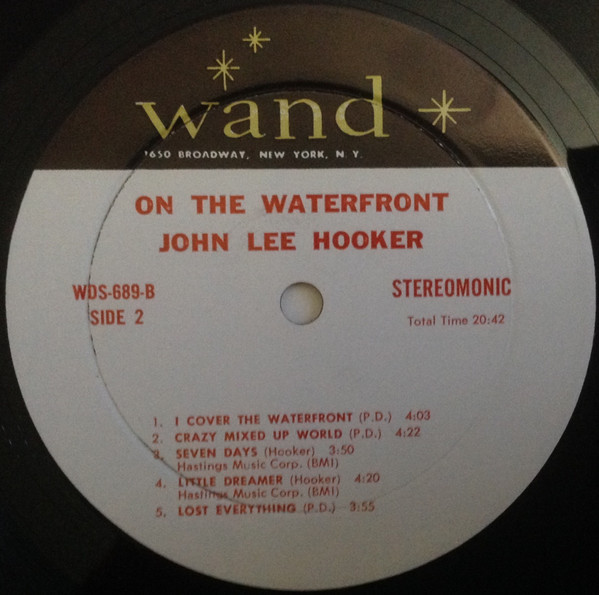 wand
1650 BROADWAY, NEW YORK, N. Y.
ON THE WATERFRONT
JOHN LEE HOOKER
WDS-689-B
SIDE 2
STEREOMONIC
Total Time 20:42
1. I COVER THE WATERFRONT (P.D.) 4:03
2. CRAZY MIXED UP WORLD (P.D.) 4:22
3. SEVEN DAYS (Hooker) 3:50
Hastings Music Corp. (BMI)
4. LITTLE DREAMER (Hooker) 4:20
Hastings Music Corp. (BMI)
5. LOST EVERYTHING (P.D.) 3:55